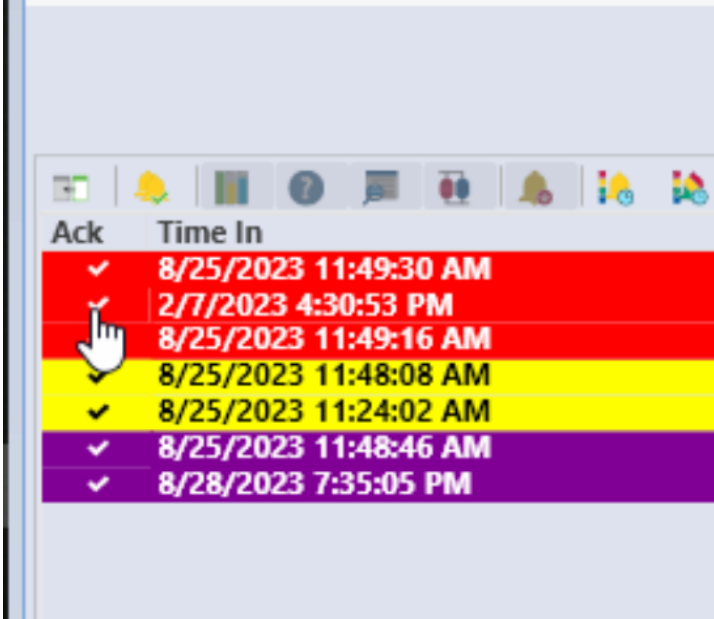 Ack Time In
8/25/2023 11:49:30 AM
2/7/2023 4:30:53 PM
8/25/2023 11:49:16 AM
8/25/2023 11:48:08 AM
8/25/2023 11:24:02 AM
8/25/2023 11:48:46 AM
8/28/2023 7:35:05 PM